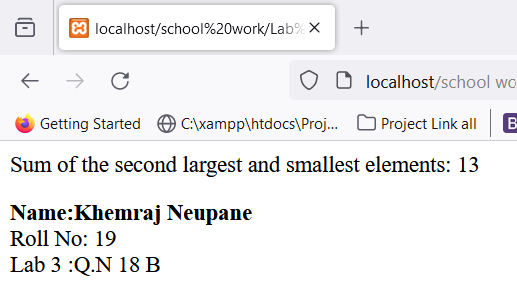 localhost/school%20work/Lab%
localhost/school wo
Getting Started
C:\xampp\htdocs\Proj...
Project Link all
B
Sum of the second largest and smallest elements: 13
Name:Khemraj Neupane
Roll No: 19
Lab 3 :Q.N 18 B